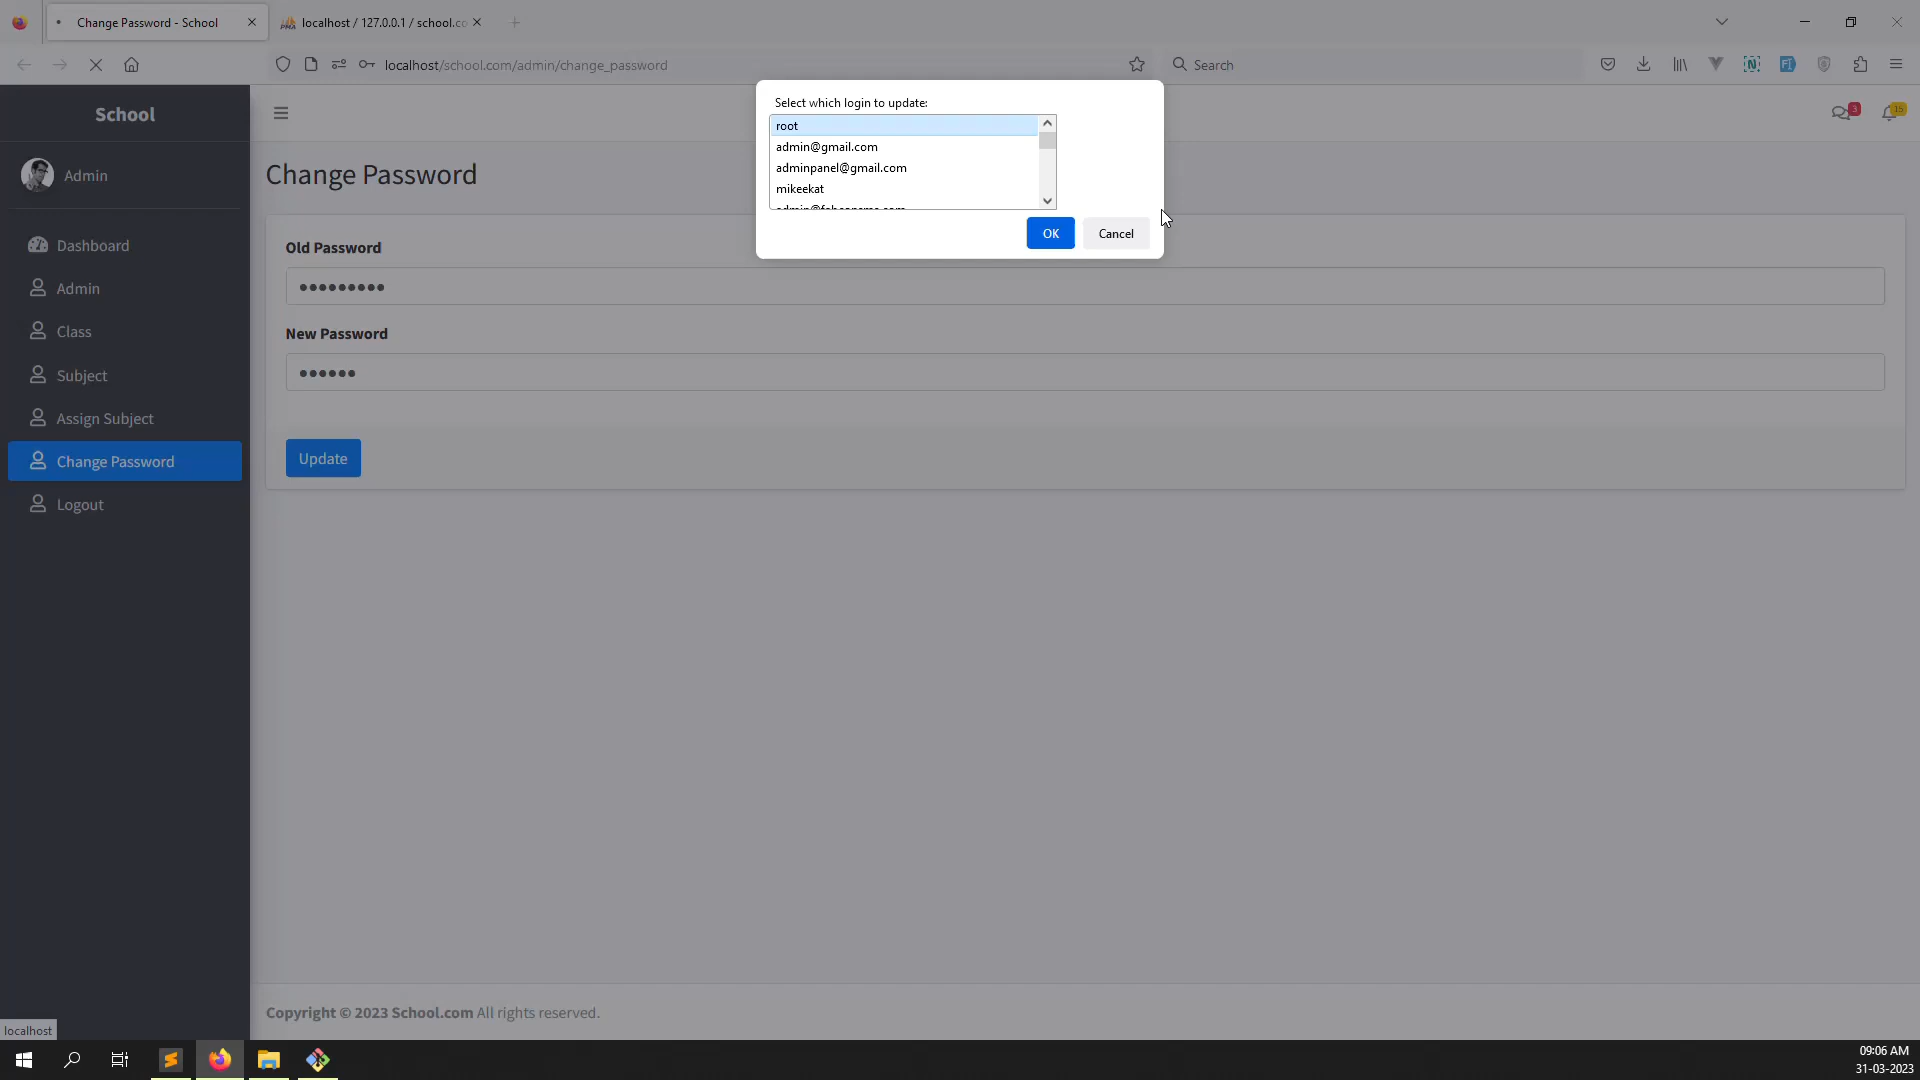 Change Password - School
localhost / 127.0.0.1 / school.co
localhost/school.com/admin/change_password
Search
School
3
15
Admin
Dashboard
Admin
Class
Subject
Assign Subject
Change Password
Logout
Select which login to update:
root
admin@gmail.com
adminpanel@gmail.com
mikeekat
OK
Cancel
Change Password
Old Password
New Password
Update
Copyright © 2023 School.com All rights reserved.
localhost
09:06 AM
31-03-2023